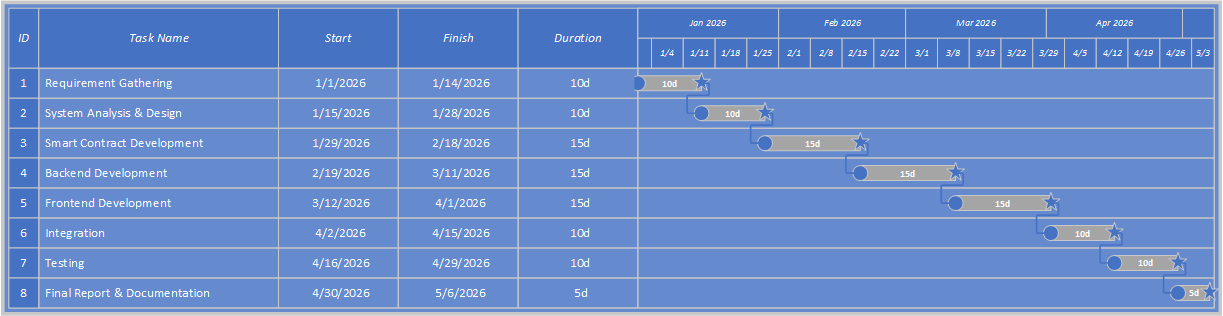 ID Task Name Start Finish Duration Jan 2026 Feb 2026 Mar 2026 Apr 2026
1/4 1/11 1/18 1/25 2/1 2/8 2/15 2/22 3/1 3/8 3/15 3/22 3/29 4/5 4/12 4/19 4/26 5/3
1 Requirement Gathering 1/1/2026 1/14/2026 10d 10d
2 System Analysis & Design 1/15/2026 1/28/2026 10d 10d
3 Smart Contract Development 1/29/2026 2/18/2026 15d 15d
4 Backend Development 2/19/2026 3/11/2026 15d 15d
5 Frontend Development 3/12/2026 4/1/2026 15d 15d
6 Integration 4/2/2026 4/15/2026 10d 10d
7 Testing 4/16/2026 4/29/2026 10d 10d
8 Final Report & Documentation 4/30/2026 5/6/2026 5d 5d